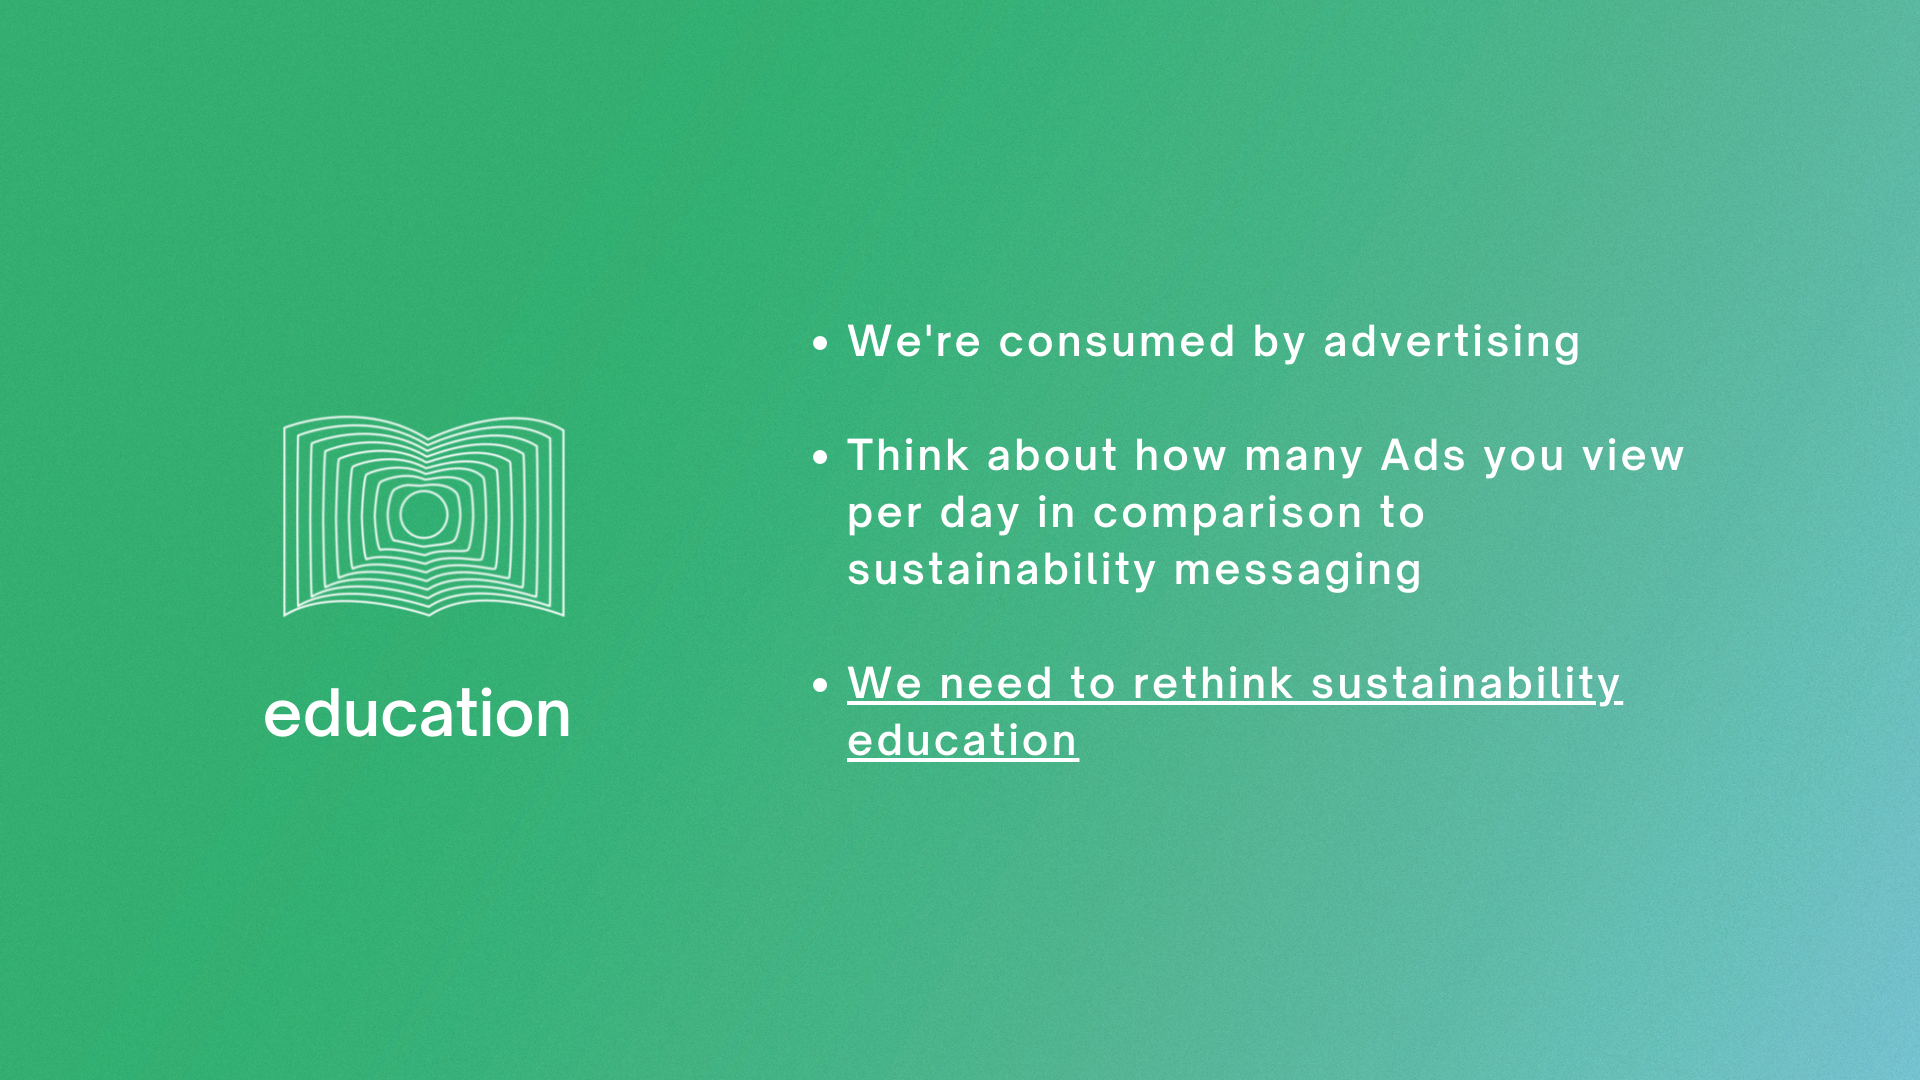 education
• We're consumed by advertising
• Think about how many Ads you view
per day in comparison to
sustainability messaging
• We need to rethink sustainability
education